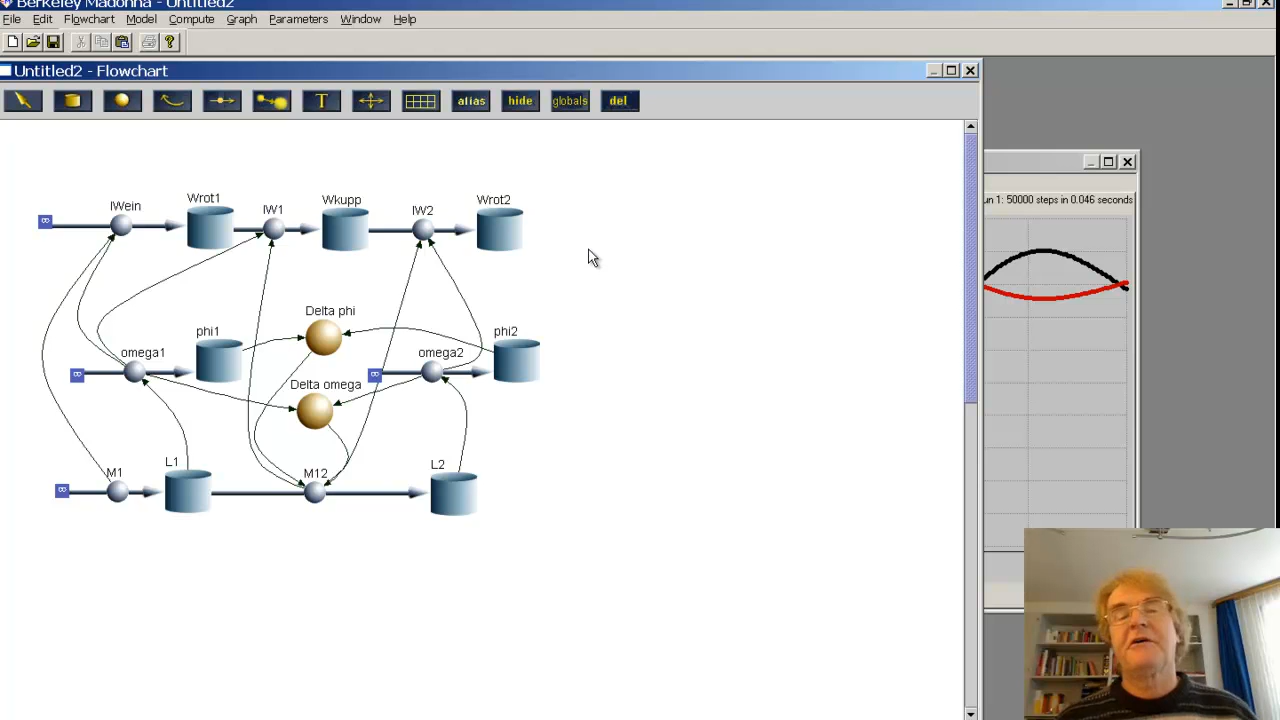 Berkeley Madonna - Untitled2
File Edit Flowchart Model Compute Graph Parameters Window Help
Untitled2 - Flowchart
T alias hide globals del
un 1: 50000 steps in 0.046 seconds
IWein Wrot1 IW1 Wkupp IW2 Wrot2
Delta phi
phi1 phi2
omega1 omega2
Delta omega
M1 L1 M12 L2